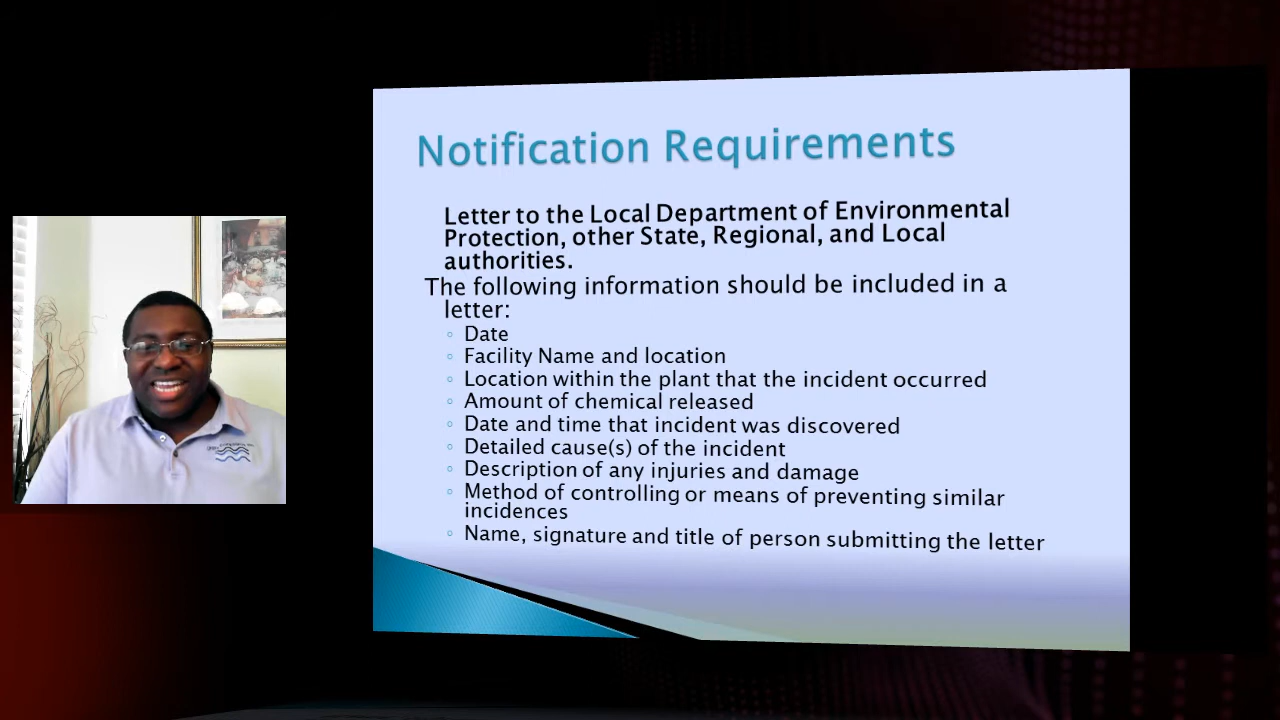 Notification Requirements
Letter to the Local Department of Environmental
Protection, other State, Regional, and Local
authorities.
The following information should be included in a
letter:
◦ Date
◦ Facility Name and location
◦ Location within the plant that the incident occurred
◦ Amount of chemical released
◦ Date and time that incident was discovered
◦ Detailed cause(s) of the incident
◦ Description of any injuries and damage
◦ Method of controlling or means of preventing similar
incidences
◦ Name, signature and title of person submitting the letter